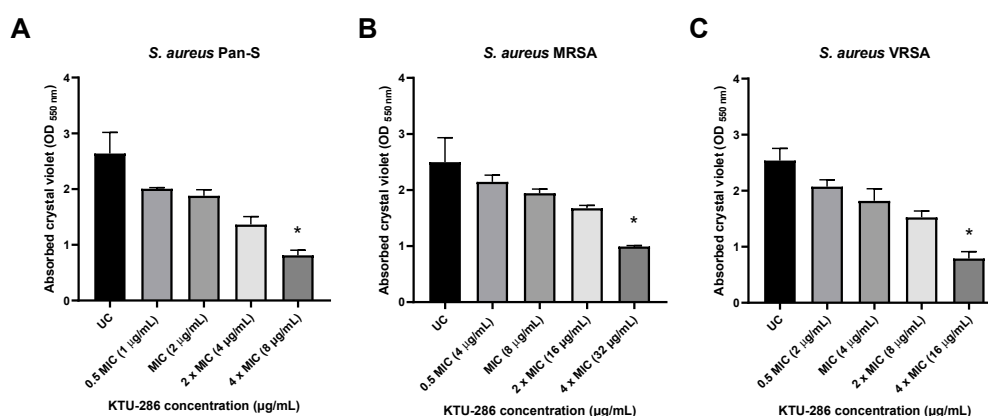 A
S. aureus Pan-S
Absorbed crystal violet (OD 550 nm)
4
3
2
1
0
*
UC
0.5 MIC (1 μg/mL)
MIC (2 μg/mL)
2 x MIC (4 μg/mL)
4 x MIC (8 μg/mL)
KTU-286 concentration (μg/mL)
B
S. aureus MRSA
Absorbed crystal violet (OD 550 nm)
4
3
2
1
0
*
UC
0.5 MIC (4 μg/mL)
MIC (8 μg/mL)
2 x MIC (16 μg/mL)
4 x MIC (32 μg/mL)
KTU-286 concentration (μg/mL)
C
S. aureus VRSA
Absorbed crystal violet (OD 550 nm)
4
3
2
1
0
*
UC
0.5 MIC (2 μg/mL)
MIC (4 μg/mL)
2 x MIC (8 μg/mL)
4 x MIC (16 μg/mL)
KTU-286 concentration (μg/mL)